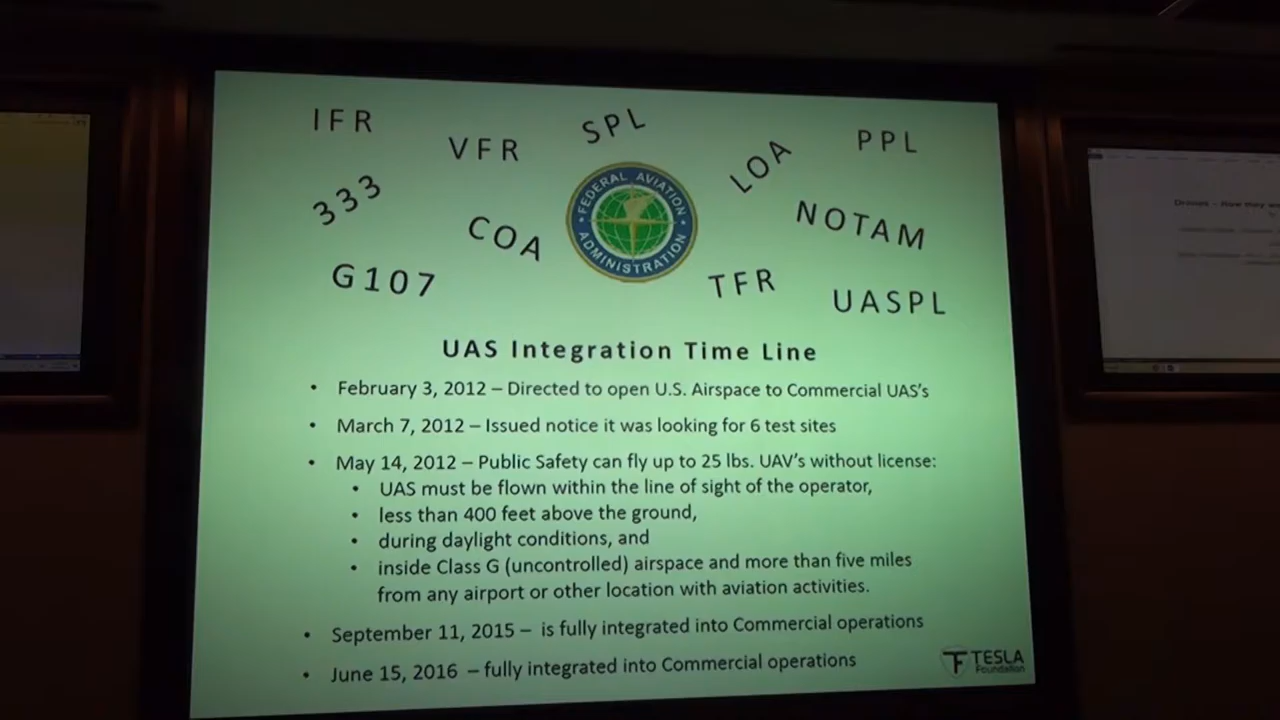 IFR
VFR
SPL
LOA
PPL
333
COA
FEDERAL AVIATION
ADMINISTRATION
NOTAM
G107
TFR
UASPL
UAS Integration Time Line
• February 3, 2012 – Directed to open U.S. Airspace to Commercial UAS's
• March 7, 2012 – Issued notice it was looking for 6 test sites
• May 14, 2012 – Public Safety can fly up to 25 lbs. UAV's without license:
• UAS must be flown within the line of sight of the operator,
• less than 400 feet above the ground,
• during daylight conditions, and
• inside Class G (uncontrolled) airspace and more than five miles
from any airport or other location with aviation activities.
• September 11, 2015 – is fully integrated into Commercial operations
• June 15, 2016 – fully integrated into Commercial operations
TESLA
Foundation
Drones – How they